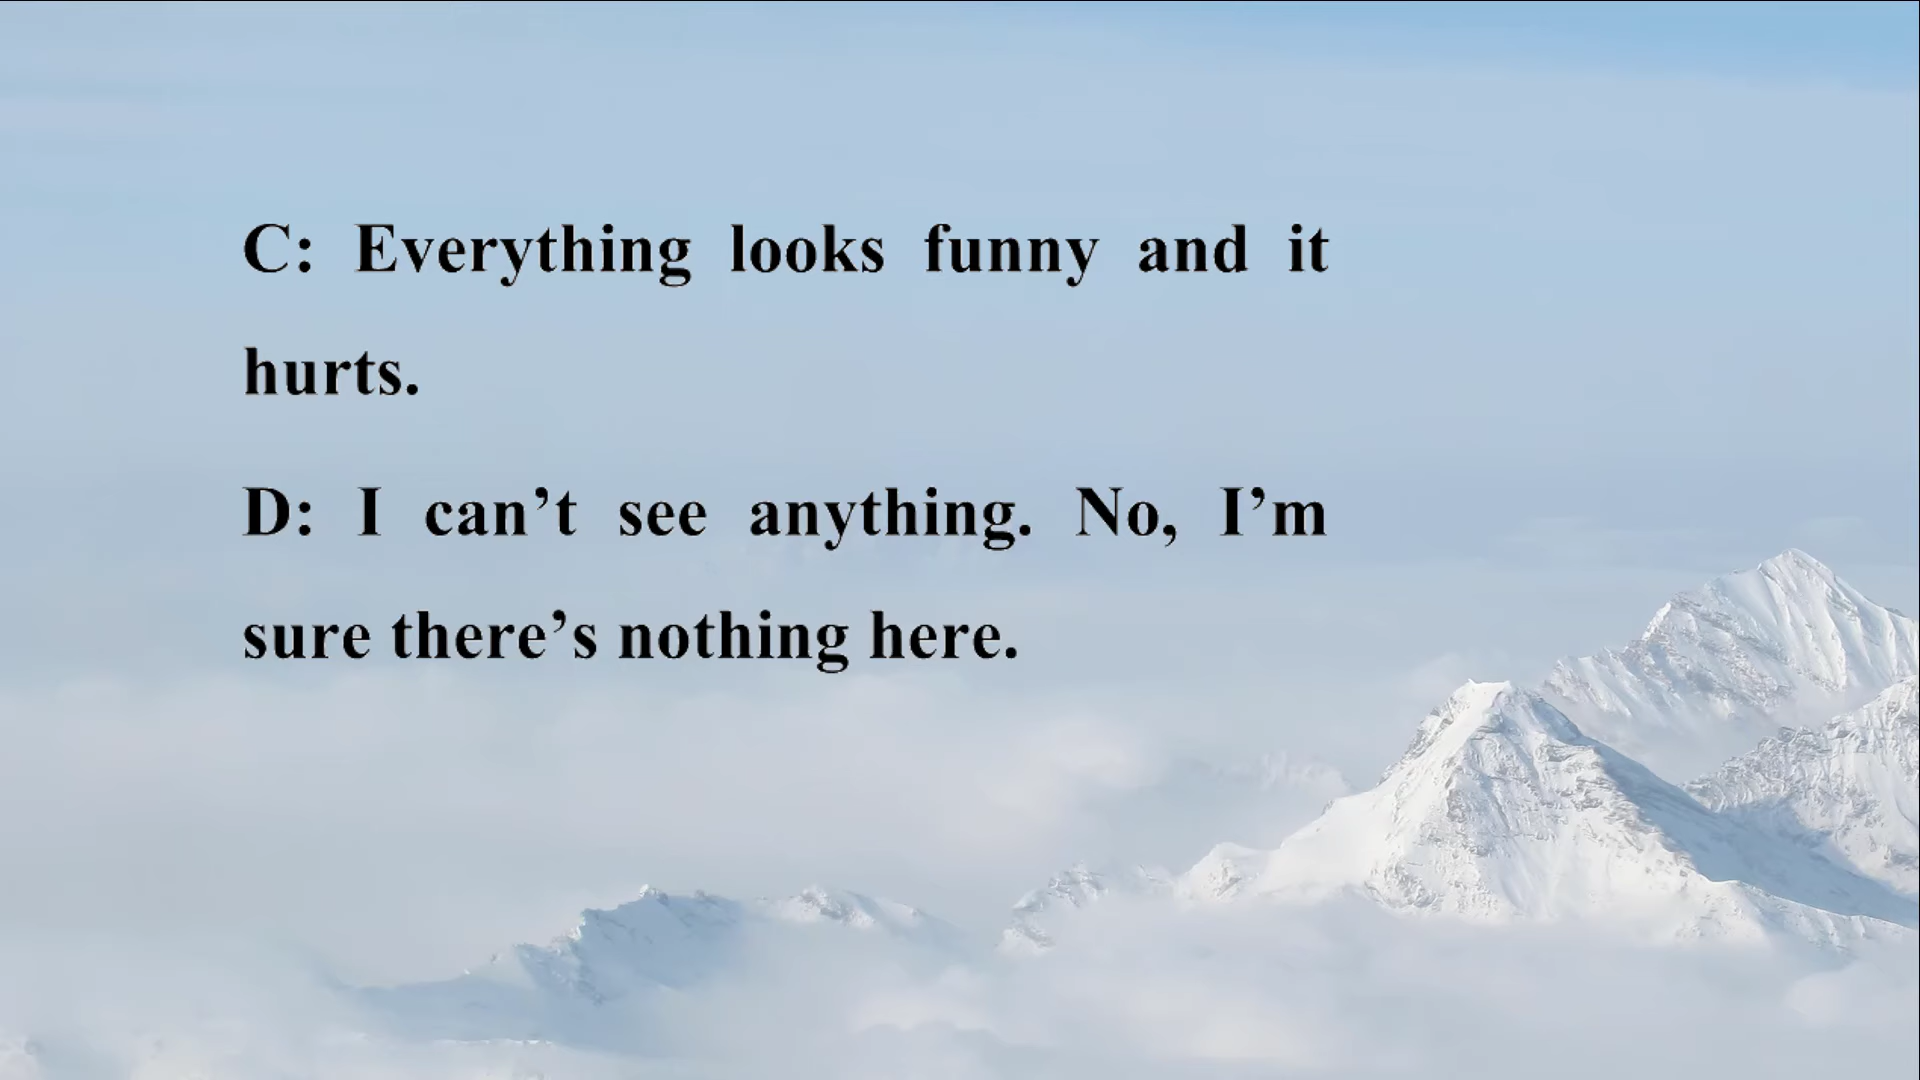 C: Everything looks funny and it
hurts.
D: I can’t see anything. No, I’m
sure there’s nothing here.